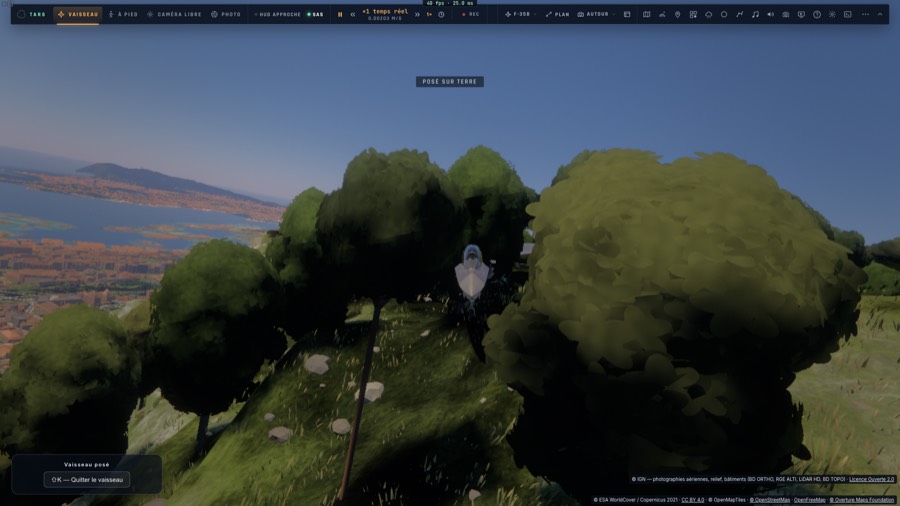 40 fps - 25.0 ms
TARS VAISSEAU À PIED CAMÉRA LIBRE PHOTO HUD APPROCHE SAS ×1 temps réel REC F-35B PLAN AUTOUR
0.00203 M/S
POSÉ SUR TERRE
Vaisseau posé
⇧K — Quitter le vaisseau
© IGN — photographies aériennes, relief, bâtiments (BD ORTHO, RGE ALTI, LiDAR HD, BD TOPO) · Licence Ouverte 2.0
© ESA WorldCover / Copernicus 2021 · CC BY 4.0 · © OpenMapTiles · © OpenStreetMap · OpenFreeMap · © Overture Maps Foundation